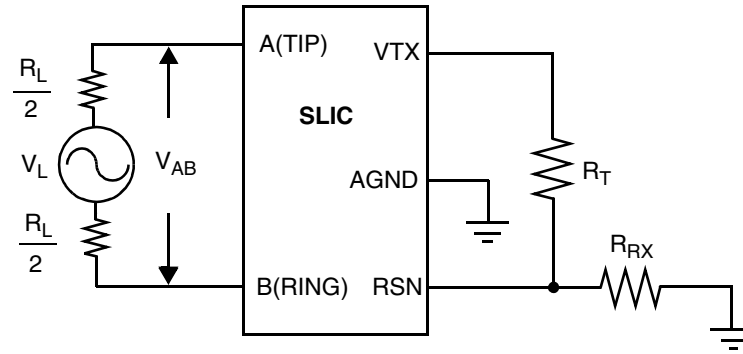 A(TIP)
VTX
R_L
2
SLIC
V_L
V_AB
R_T
AGND
R_L
2
R_RX
B(RING)
RSN